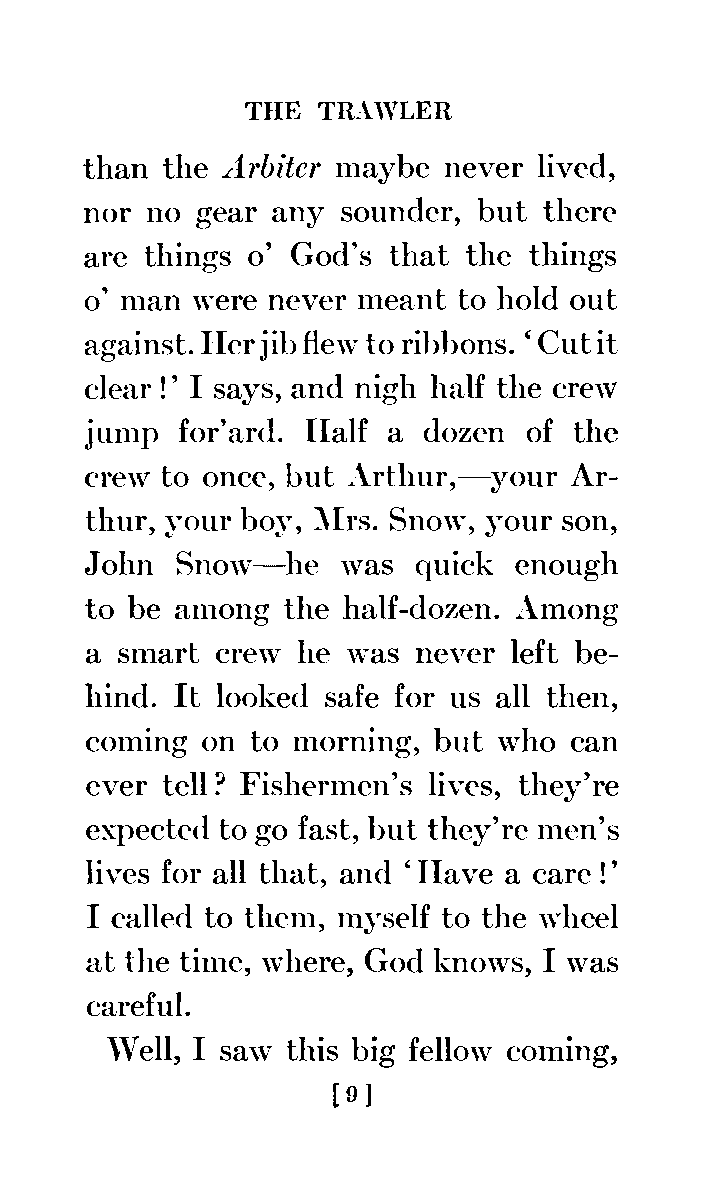 THE TRAWLER
than the Arbiter maybe never lived,
nor no gear any sounder, but there
are things o' God's that the things
o' man were never meant to hold out
against. Her jib flew to ribbons. 'Cut it
clear!' I says, and nigh half the crew
jump for'ard. Half a dozen of the
crew to once, but Arthur,—your Ar-
thur, your boy, Mrs. Snow, your son,
John Snow—he was quick enough
to be among the half-dozen. Among
a smart crew he was never left be-
hind. It looked safe for us all then,
coming on to morning, but who can
ever tell? Fishermen's lives, they're
expected to go fast, but they're men's
lives for all that, and 'Have a care!'
I called to them, myself to the wheel
at the time, where, God knows, I was
careful.
Well, I saw this big fellow coming,
[9]